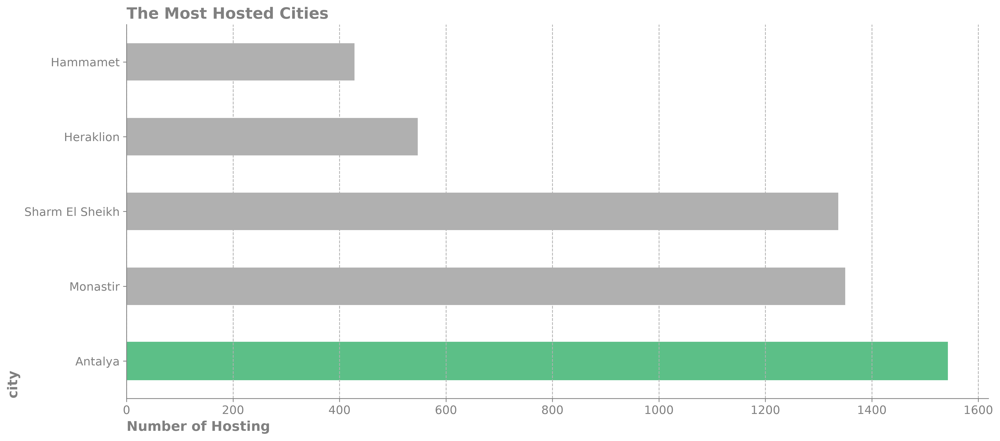 The Most Hosted Cities
Hammamet
Heraklion
Sharm El Sheikh
Monastir
Antalya
city
0 200 400 600 800 1000 1200 1400 1600
Number of Hosting